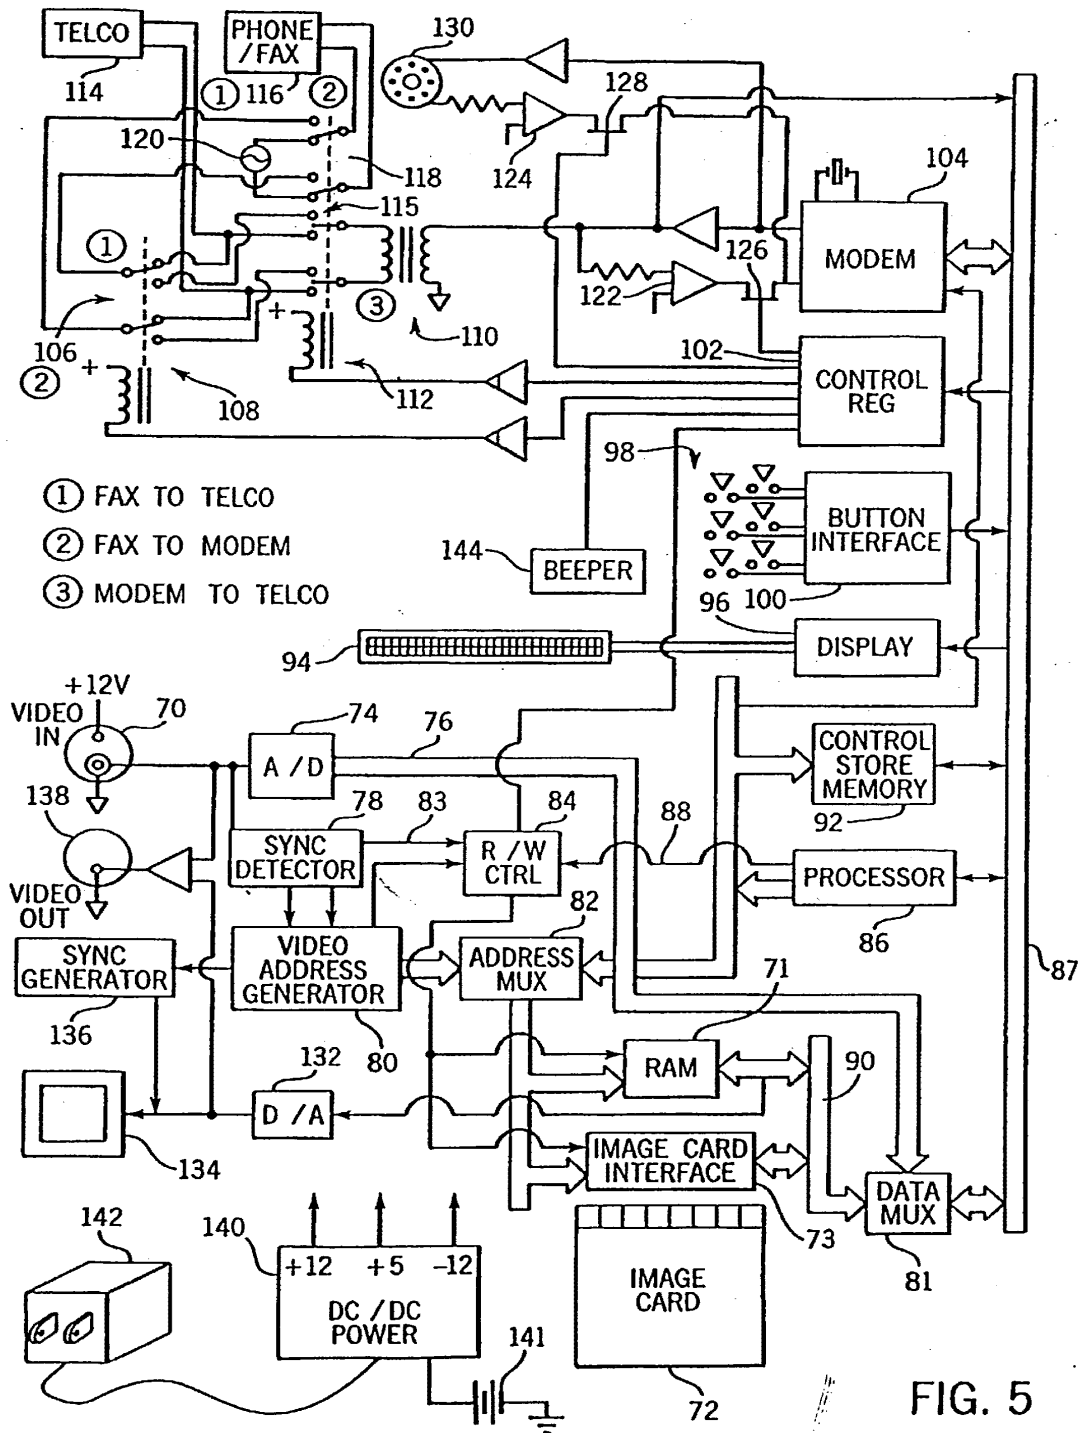 TELCO
114
PHONE
/FAX
116
1
2
130
128
120
118
124
115
104
MODEM
126
122
1
106
2
+
108
+
3
110
112
102
CONTROL
REG
98
1 FAX TO TELCO
2 FAX TO MODEM
3 MODEM TO TELCO
144
BEEPER
BUTTON
INTERFACE
100
96
94
DISPLAY
+12V
VIDEO
IN
70
74
A/D
76
CONTROL
STORE
MEMORY
92
138
VIDEO
OUT
78
SYNC
DETECTOR
83
84
R/W
CTRL
88
PROCESSOR
86
87
SYNC
GENERATOR
136
VIDEO
ADDRESS
GENERATOR
80
82
ADDRESS
MUX
71
RAM
90
132
D/A
134
IMAGE CARD
INTERFACE
73
DATA
MUX
81
142
140
+12 +5 -12
DC/DC
POWER
141
IMAGE
CARD
72
FIG. 5